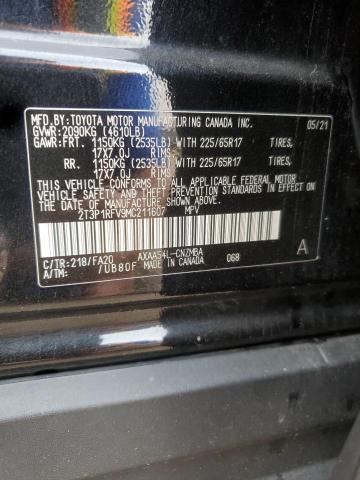 MFD.BY:TOYOTA MOTOR MANUFACTURING CANADA INC. 05/21
GVWR:2090KG (4610LB)
GAWR:FRT. 1150KG (2535LB) WITH 225/65R17 TIRES,
17X7.0J RIMS
RR. 1150KG (2535LB) WITH 225/65R17 TIRES,
17X7.0J RIMS
THIS VEHICLE CONFORMS TO ALL APPLICABLE FEDERAL MOTOR
VEHICLE SAFETY, BUMPER, AND THEFT PREVENTION STANDARDS IN
EFFECT ON THE DATE OF MANUFACTURE SHOWN ABOVE.
2T3P1RFV9MC211607 MPV
A
C/TR:218/FA20 AXAA54L-CNZMBA 068
A/TM: /UB80F MADE IN CANADA